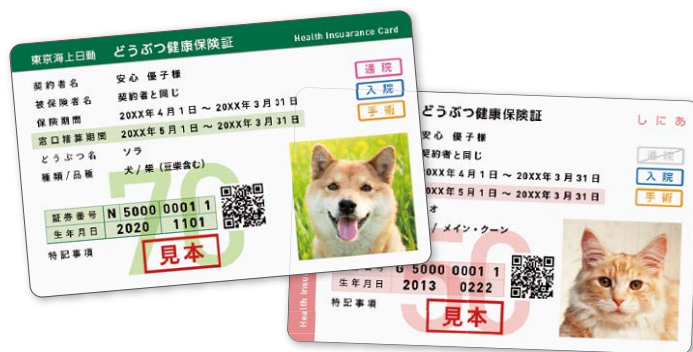 東京海上日動 どうぶつ健康保険証 Health Insuarance Card
契約者名 安心 優子様
被保険者名 契約者と同じ
保険期間 20XX年4月1日 ～ 20XX年3月31日
窓口精算期間 20XX年5月1日 ～ 20XX年3月31日
どうぶつ名 ソラ
種類/品種 犬/柴（豆柴含む）
通院
入院
手術
70
証券番号 N 5000 0001 1
生年月日 2020 1101
特記事項
見本
どうぶつ健康保険証 しにあ
安心 優子様
契約者と同じ
20XX年4月1日 ～ 20XX年3月31日
20XX年5月1日 ～ 20XX年3月31日
オ
/ メイン・クーン
通院
入院
手術
50
号 G 5000 0001 1
生年月日 2013 0222
特記事項
見本
Health Insu